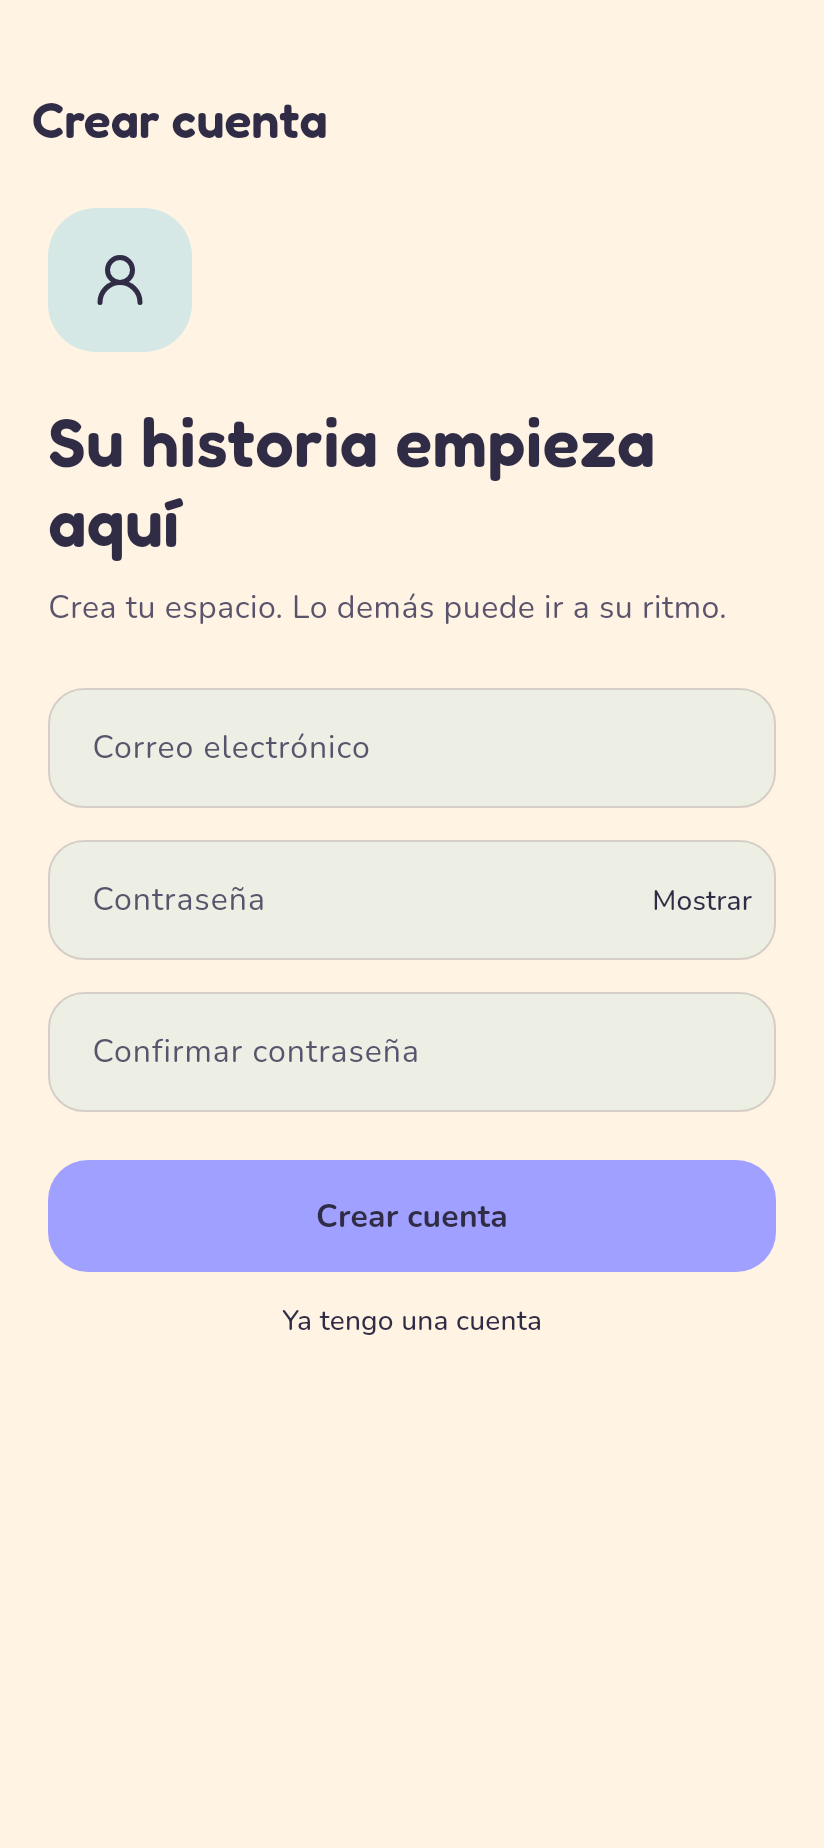 Crear cuenta
Su historia empieza
aquí
Crea tu espacio. Lo demás puede ir a su ritmo.
Correo electrónico
Contraseña
Mostrar
Confirmar contraseña
Crear cuenta
Ya tengo una cuenta